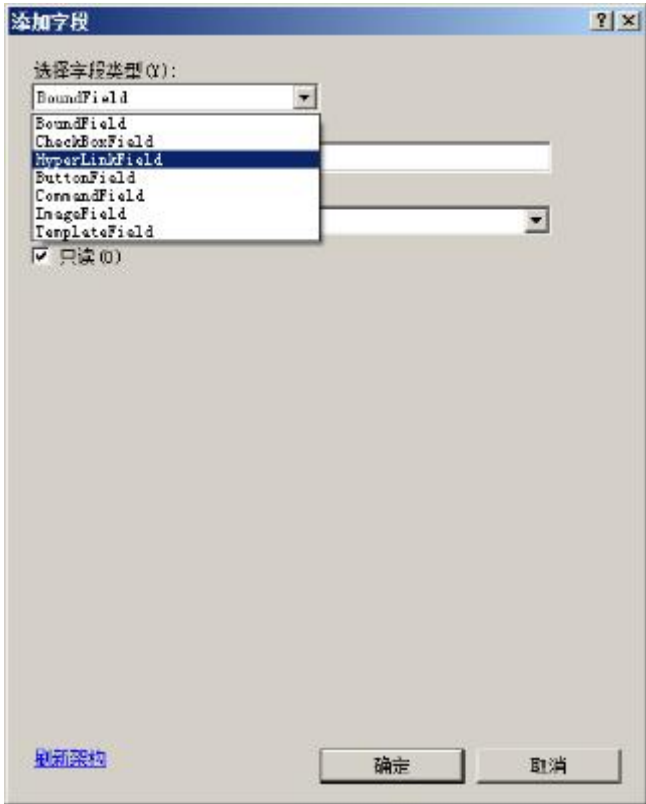 添加字段
选择字段类型(Y):
BoundField
BoundField
CheckBoxField
HyperLinkField
ButtonField
CommandField
ImageField
TemplateField
只读(O)
刷新架构
确定
取消